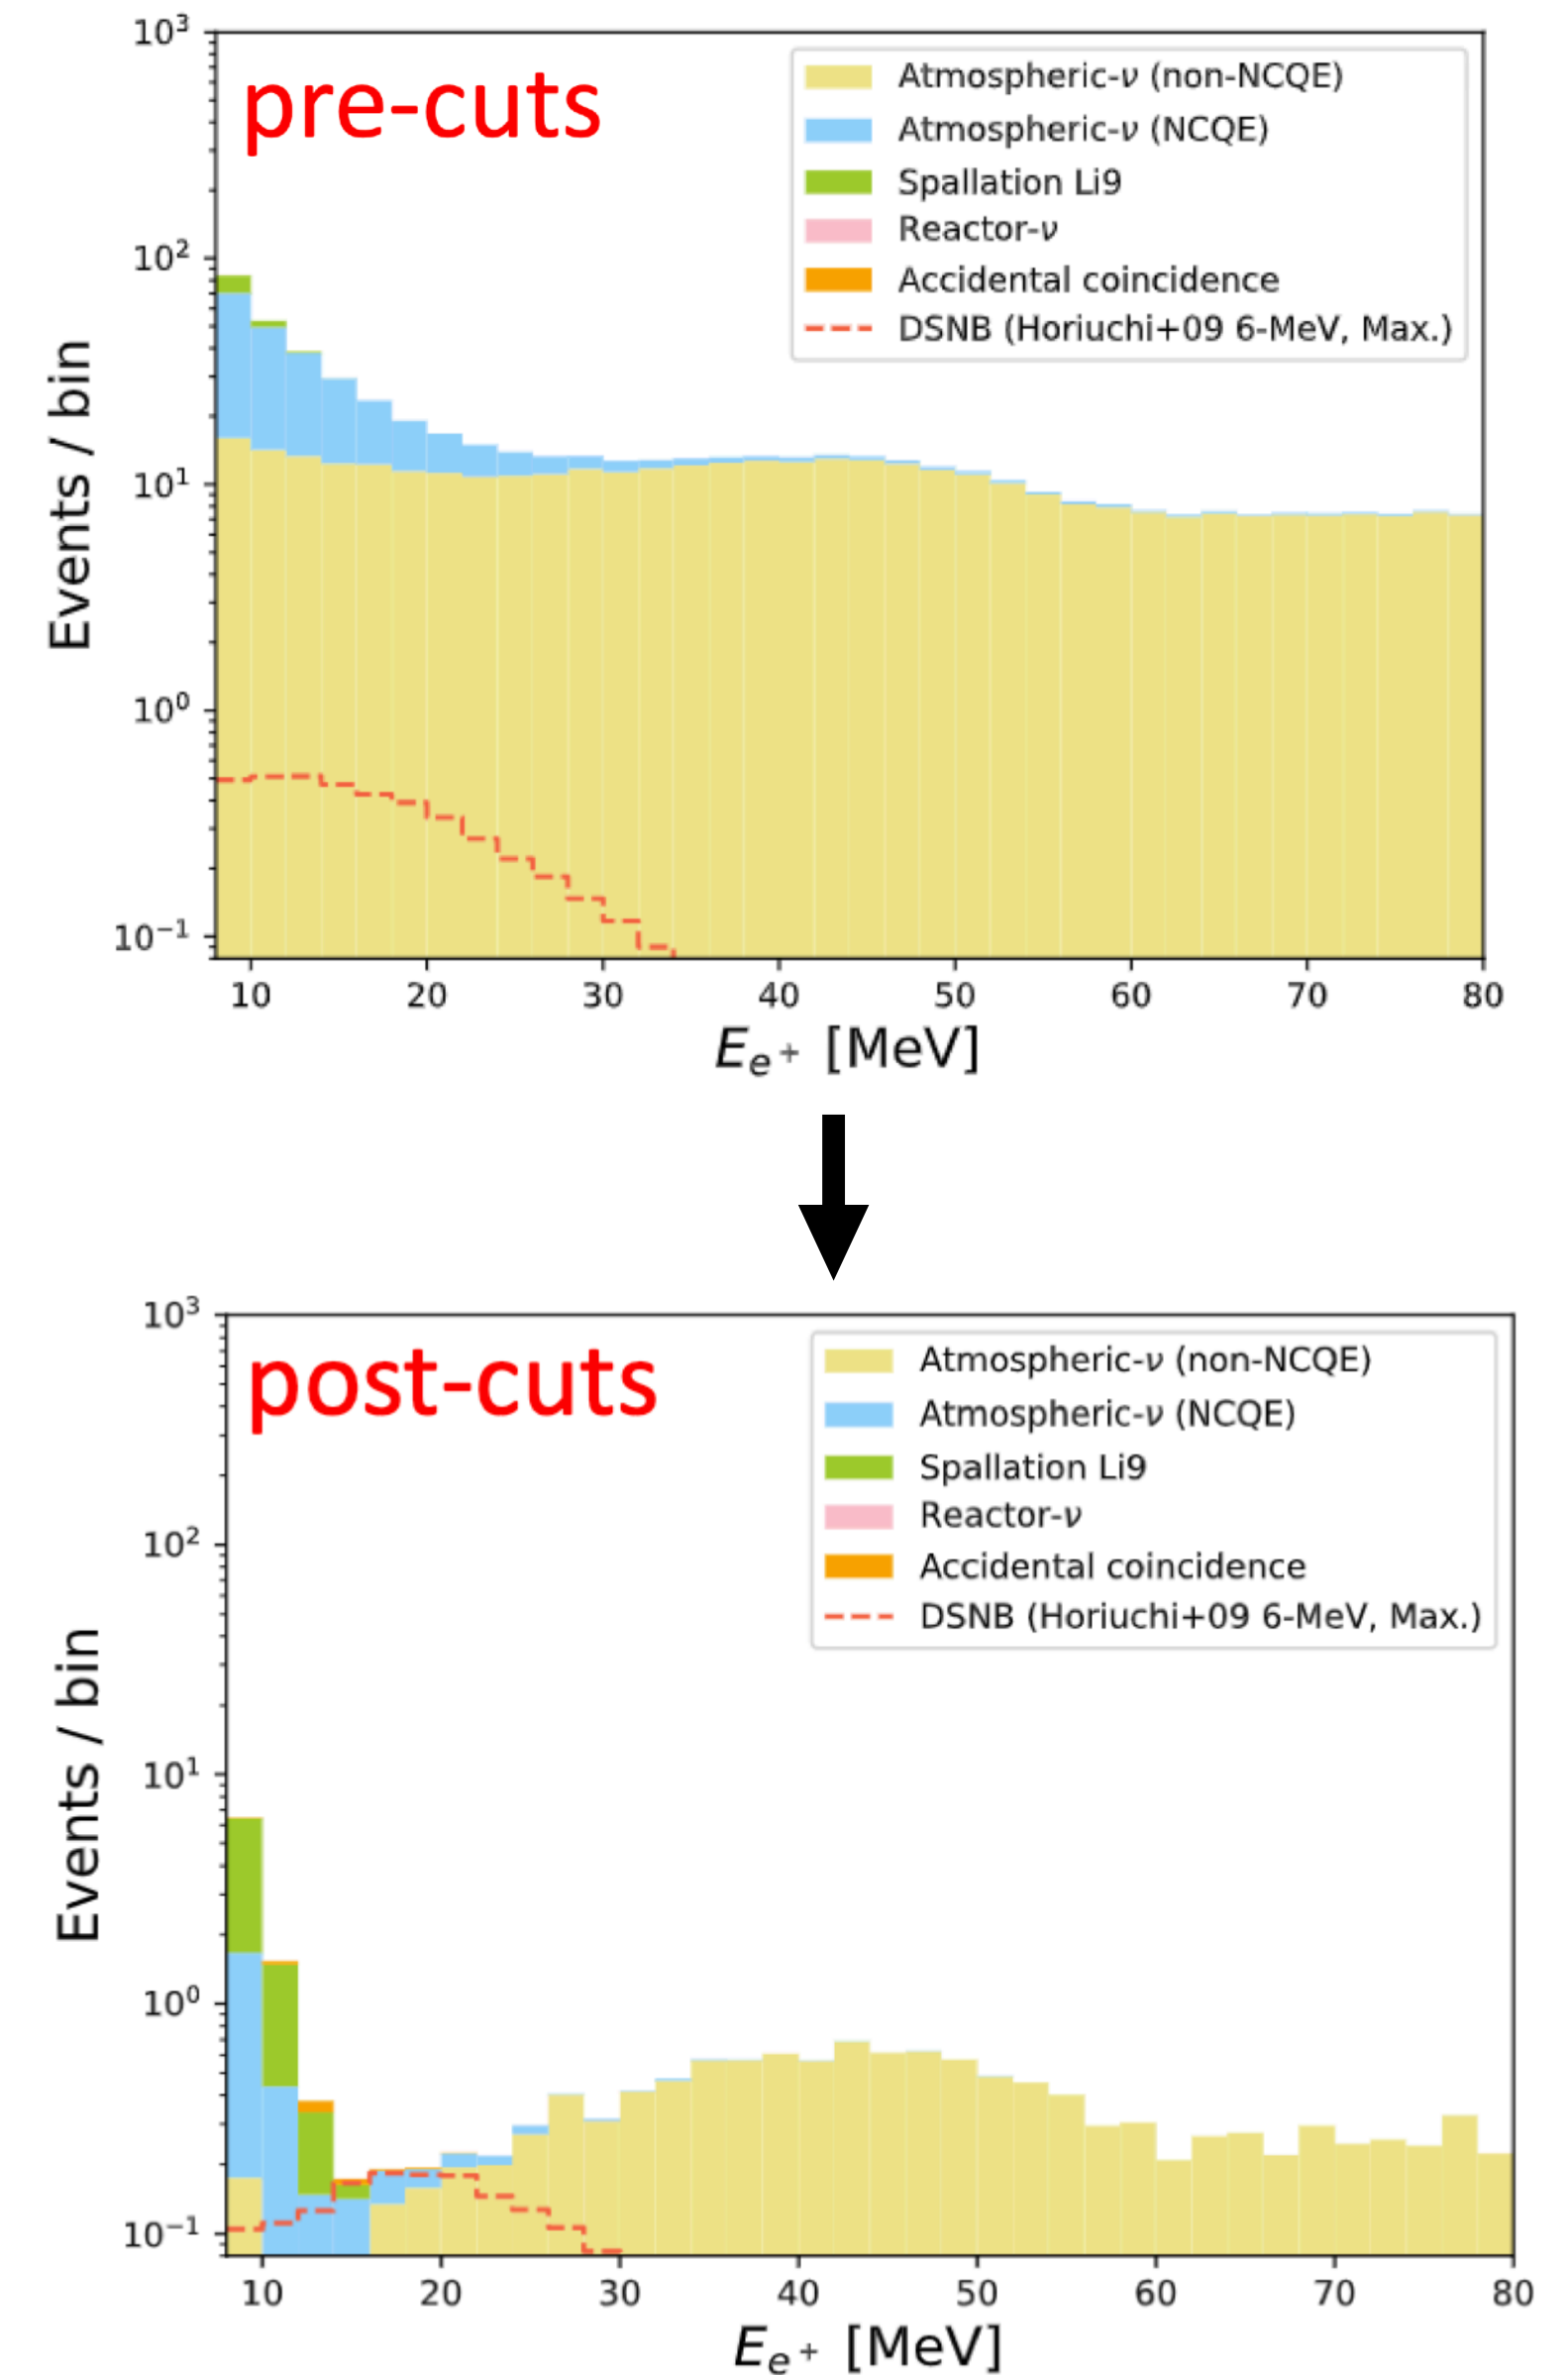 pre-cuts
Atmospheric-ν (non-NCQE)
Atmospheric-ν (NCQE)
Spallation Li9
Reactor-ν
Accidental coincidence
DSNB (Horiuchi+09 6-MeV, Max.)
10³
10²
10¹
10⁰
10⁻¹
Events / bin
10 20 30 40 50 60 70 80
Eₑ⁺ [MeV]
post-cuts
Atmospheric-ν (non-NCQE)
Atmospheric-ν (NCQE)
Spallation Li9
Reactor-ν
Accidental coincidence
DSNB (Horiuchi+09 6-MeV, Max.)
10³
10²
10¹
10⁰
10⁻¹
Events / bin
10 20 30 40 50 60 70 80
Eₑ⁺ [MeV]